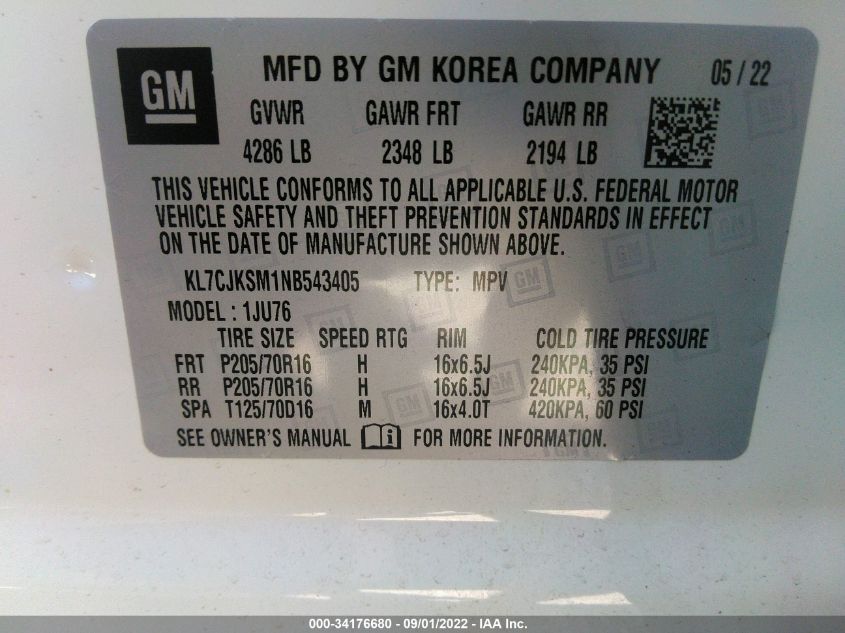 GM
MFD BY GM KOREA COMPANY 05 / 22
GVWR GAWR FRT GAWR RR
4286 LB 2348 LB 2194 LB
THIS VEHICLE CONFORMS TO ALL APPLICABLE U.S. FEDERAL MOTOR
VEHICLE SAFETY AND THEFT PREVENTION STANDARDS IN EFFECT
ON THE DATE OF MANUFACTURE SHOWN ABOVE.
KL7CJKSM1NB543405 TYPE: MPV
MODEL : 1JU76
TIRE SIZE SPEED RTG RIM COLD TIRE PRESSURE
FRT P205/70R16 H 16x6.5J 240KPA, 35 PSI
RR P205/70R16 H 16x6.5J 240KPA, 35 PSI
SPA T125/70D16 M 16x4.0T 420KPA, 60 PSI
SEE OWNER'S MANUAL i FOR MORE INFORMATION.
000-34176680 - 09/01/2022 - IAA Inc.